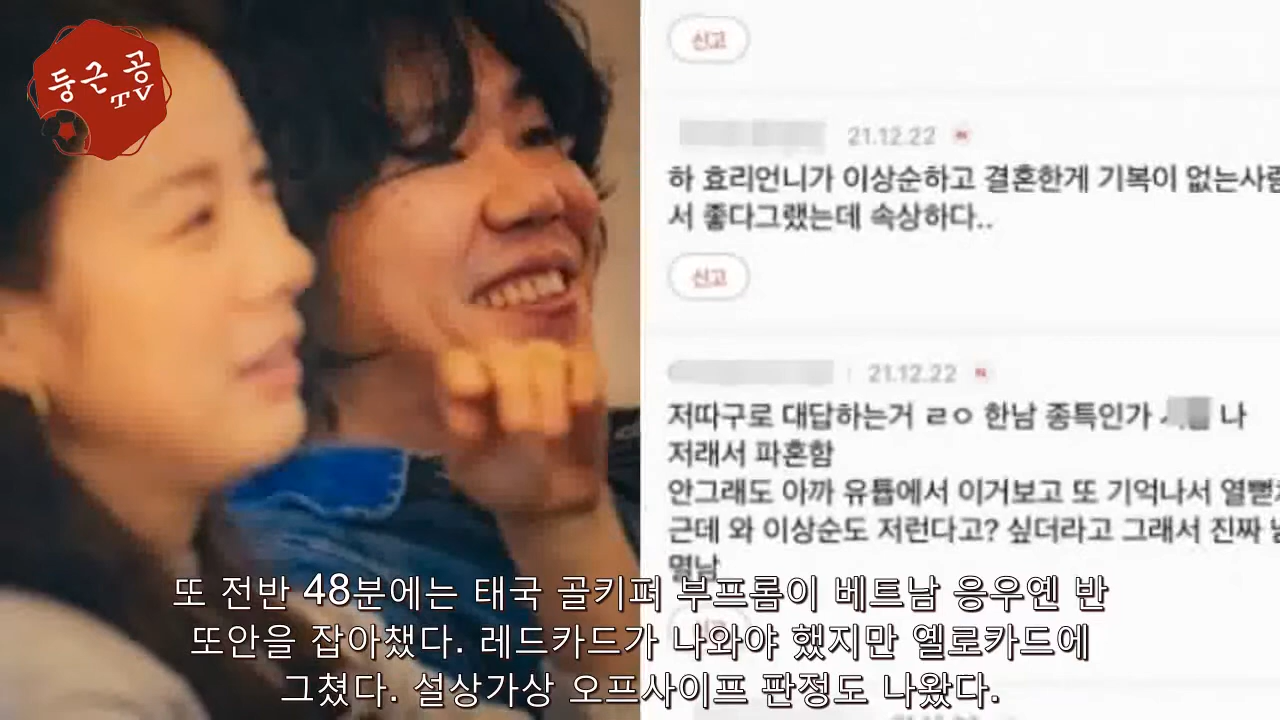 둥근 공
TV
신고
21.12.22
하 효리언니가 이상순하고 결혼한게 기복이 없는사람
서 좋다그랬는데 속상하다..
신고
21.12.22
저따구로 대답하는거 ㄹㅇ 한남 종특인가 나
저래서 파혼함
안그래도 아까 유튭에서 이거보고 또 기억나서 열뻗
근데 와 이상순도 저런다고? 싶더라고 그래서 진짜
명남
또 전반 48분에는 태국 골키퍼 부프롬이 베트남 응우옌 반
또안을 잡아챘다. 레드카드가 나와야 했지만 옐로카드에
그쳤다. 설상가상 오프사이프 판정도 나왔다.